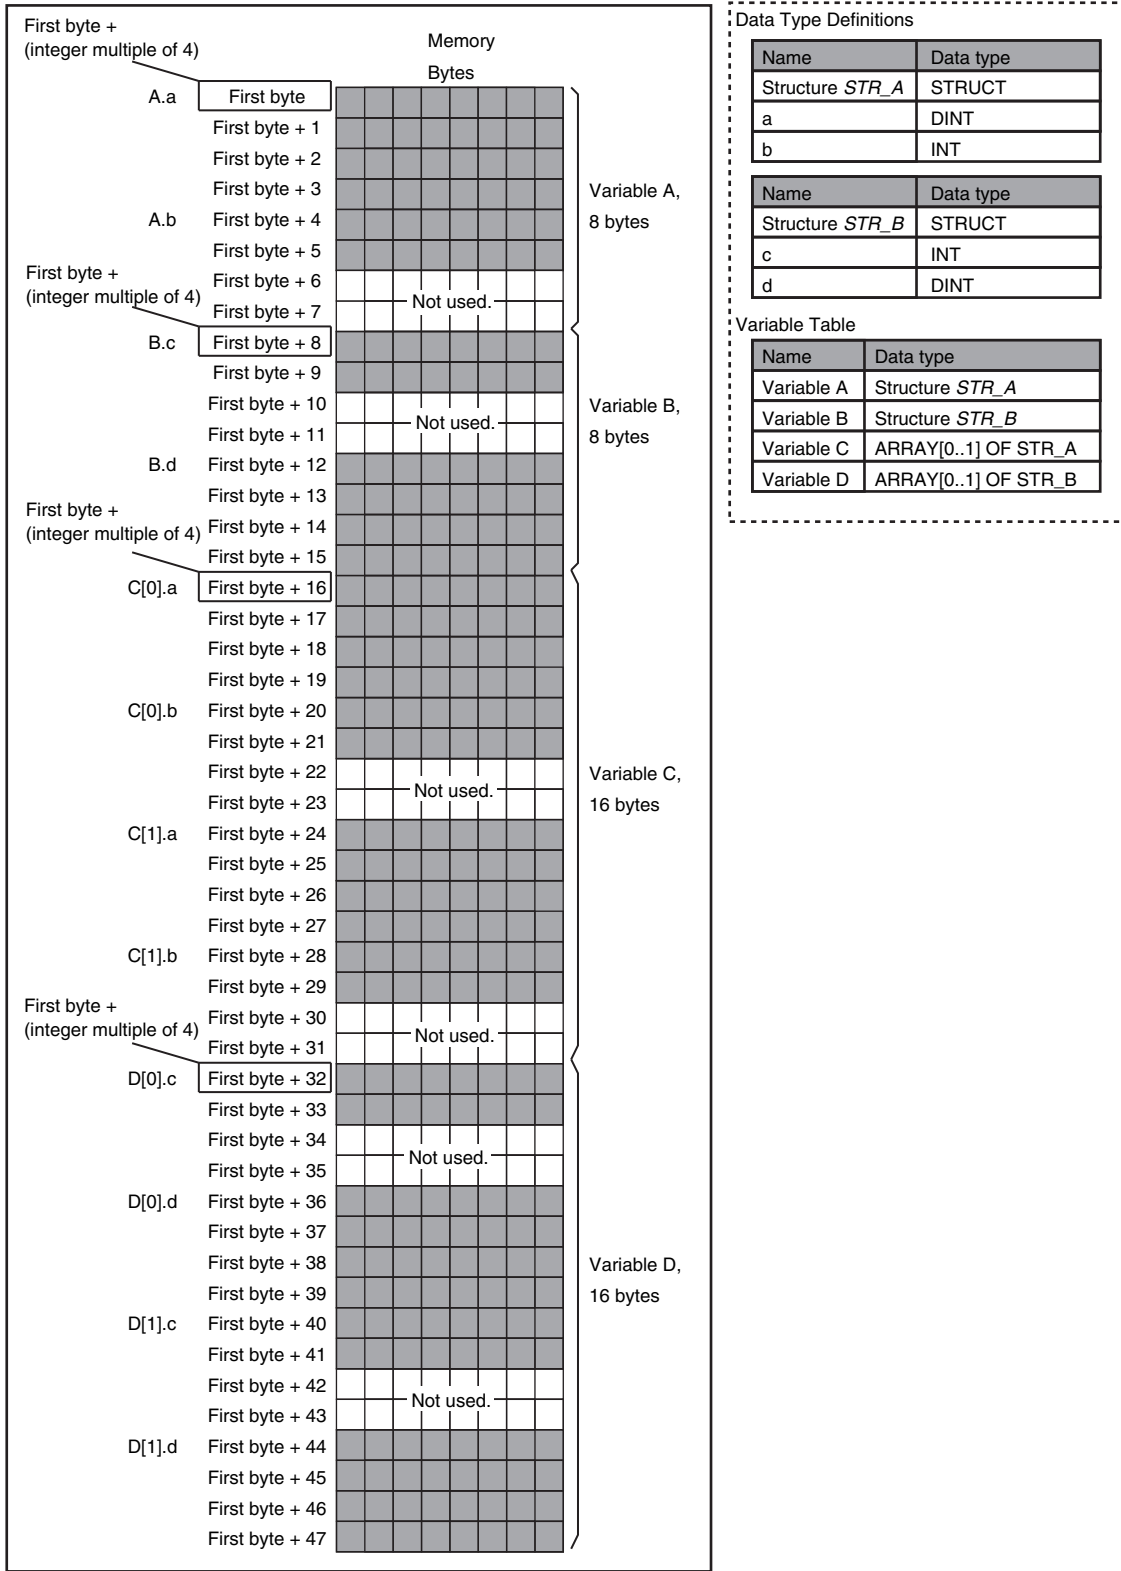 First byte +
(integer multiple of 4)
Memory
Bytes
A.a First byte
First byte + 1
First byte + 2
First byte + 3
A.b First byte + 4
First byte + 5
First byte +
(integer multiple of 4)
First byte + 6
First byte + 7
Not used.
Variable A,
8 bytes
B.c First byte + 8
First byte + 9
First byte + 10
First byte + 11
Not used.
B.d First byte + 12
First byte + 13
First byte +
(integer multiple of 4)
First byte + 14
First byte + 15
Variable B,
8 bytes
C[0].a First byte + 16
First byte + 17
First byte + 18
First byte + 19
C[0].b First byte + 20
First byte + 21
First byte + 22
First byte + 23
Not used.
C[1].a First byte + 24
First byte + 25
First byte + 26
First byte + 27
C[1].b First byte + 28
First byte + 29
First byte +
(integer multiple of 4)
First byte + 30
First byte + 31
Not used.
Variable C,
16 bytes
D[0].c First byte + 32
First byte + 33
First byte + 34
First byte + 35
Not used.
D[0].d First byte + 36
First byte + 37
First byte + 38
First byte + 39
D[1].c First byte + 40
First byte + 41
First byte + 42
First byte + 43
Not used.
D[1].d First byte + 44
First byte + 45
First byte + 46
First byte + 47
Variable D,
16 bytes
Data Type Definitions
Name Data type
Structure STR_A STRUCT
a DINT
b INT
Name Data type
Structure STR_B STRUCT
c INT
d DINT
Variable Table
Name Data type
Variable A Structure STR_A
Variable B Structure STR_B
Variable C ARRAY[0..1] OF STR_A
Variable D ARRAY[0..1] OF STR_B